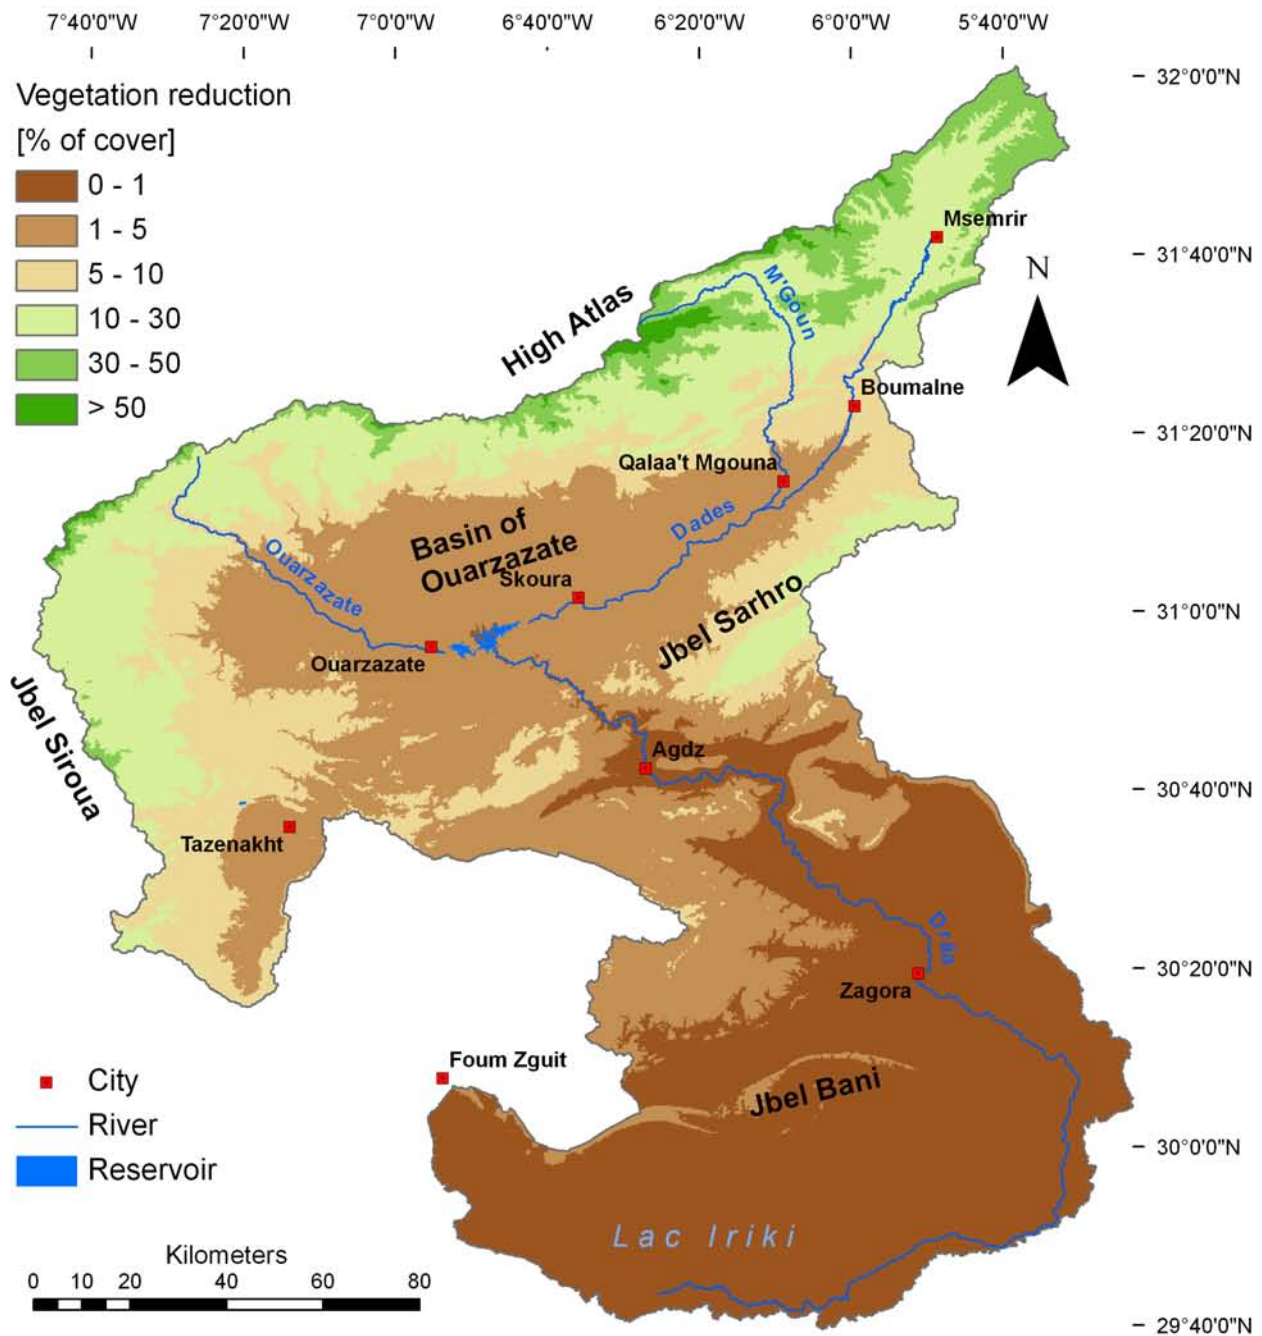 7°40'0"W
7°20'0"W
7°0'0"W
6°40'0"W
6°20'0"W
6°0'0"W
5°40'0"W
Vegetation reduction
[% of cover]
0 - 1
1 - 5
5 - 10
10 - 30
30 - 50
> 50
32°0'0"N
31°40'0"N
31°20'0"N
31°0'0"N
30°40'0"N
30°20'0"N
30°0'0"N
29°40'0"N
N
Msemrir
M'Goun
High Atlas
Boumalne
Qalaa't Mgouna
Dades
Basin of
Ouarzazate
Skoura
Ouarzazate
Ouarzazate
Jbel Sarhro
Jbel Siroua
Agdz
Tazenakht
Drâa
Zagora
Foum Zguit
Jbel Bani
Lac Iriki
City
River
Reservoir
Kilometers
0 10 20 40 60 80